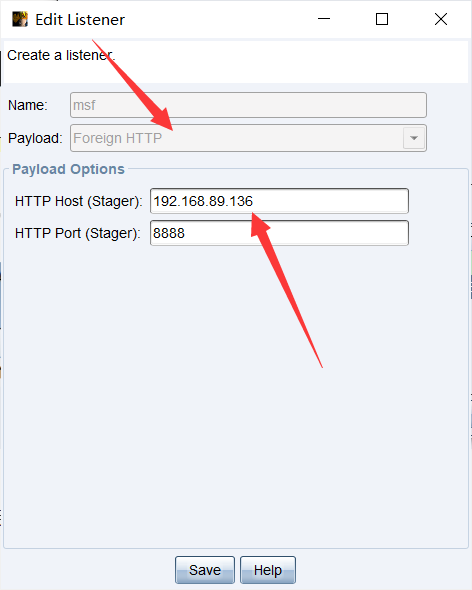 Edit Listener
Create a listener.
Name: msf
Payload: Foreign HTTP
Payload Options
HTTP Host (Stager): 192.168.89.136
HTTP Port (Stager): 8888
Save Help